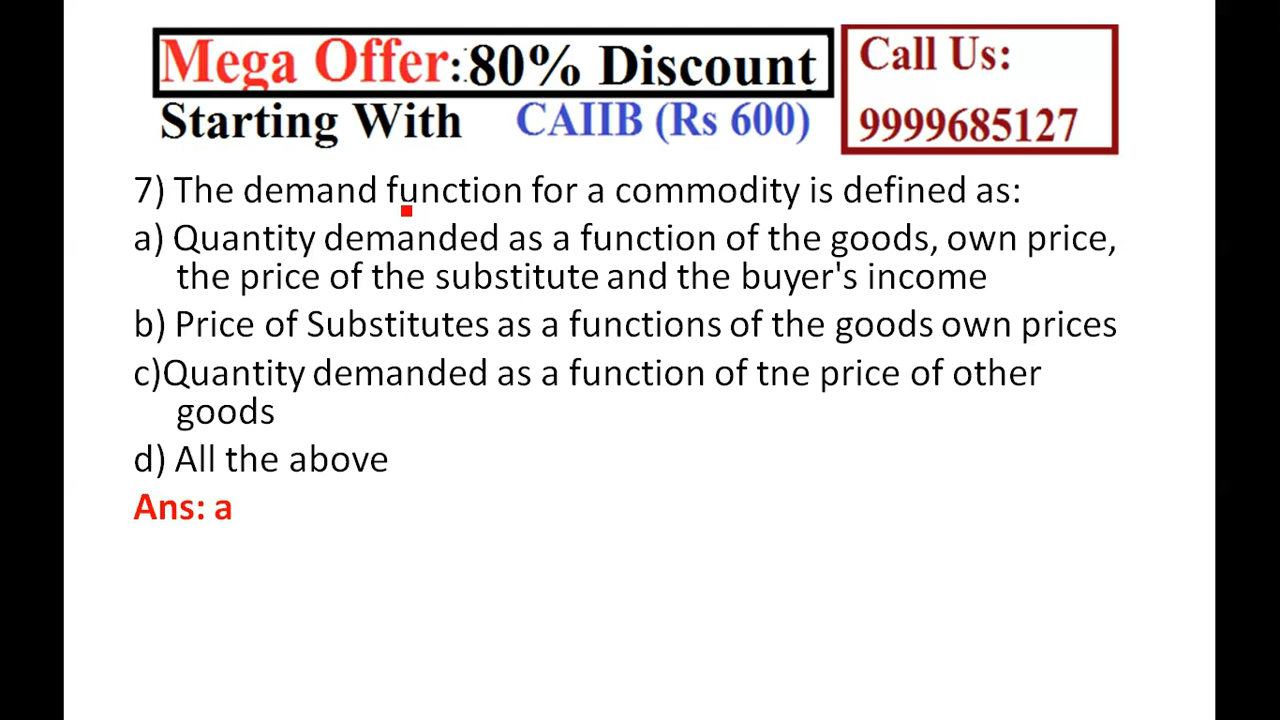 Mega Offer:80% Discount
Starting With CAIIB (Rs 600)
Call Us:
9999685127
7) The demand function for a commodity is defined as:
a) Quantity demanded as a function of the goods, own price,
the price of the substitute and the buyer's income
b) Price of Substitutes as a functions of the goods own prices
c)Quantity demanded as a function of tne price of other
goods
d) All the above
Ans: a